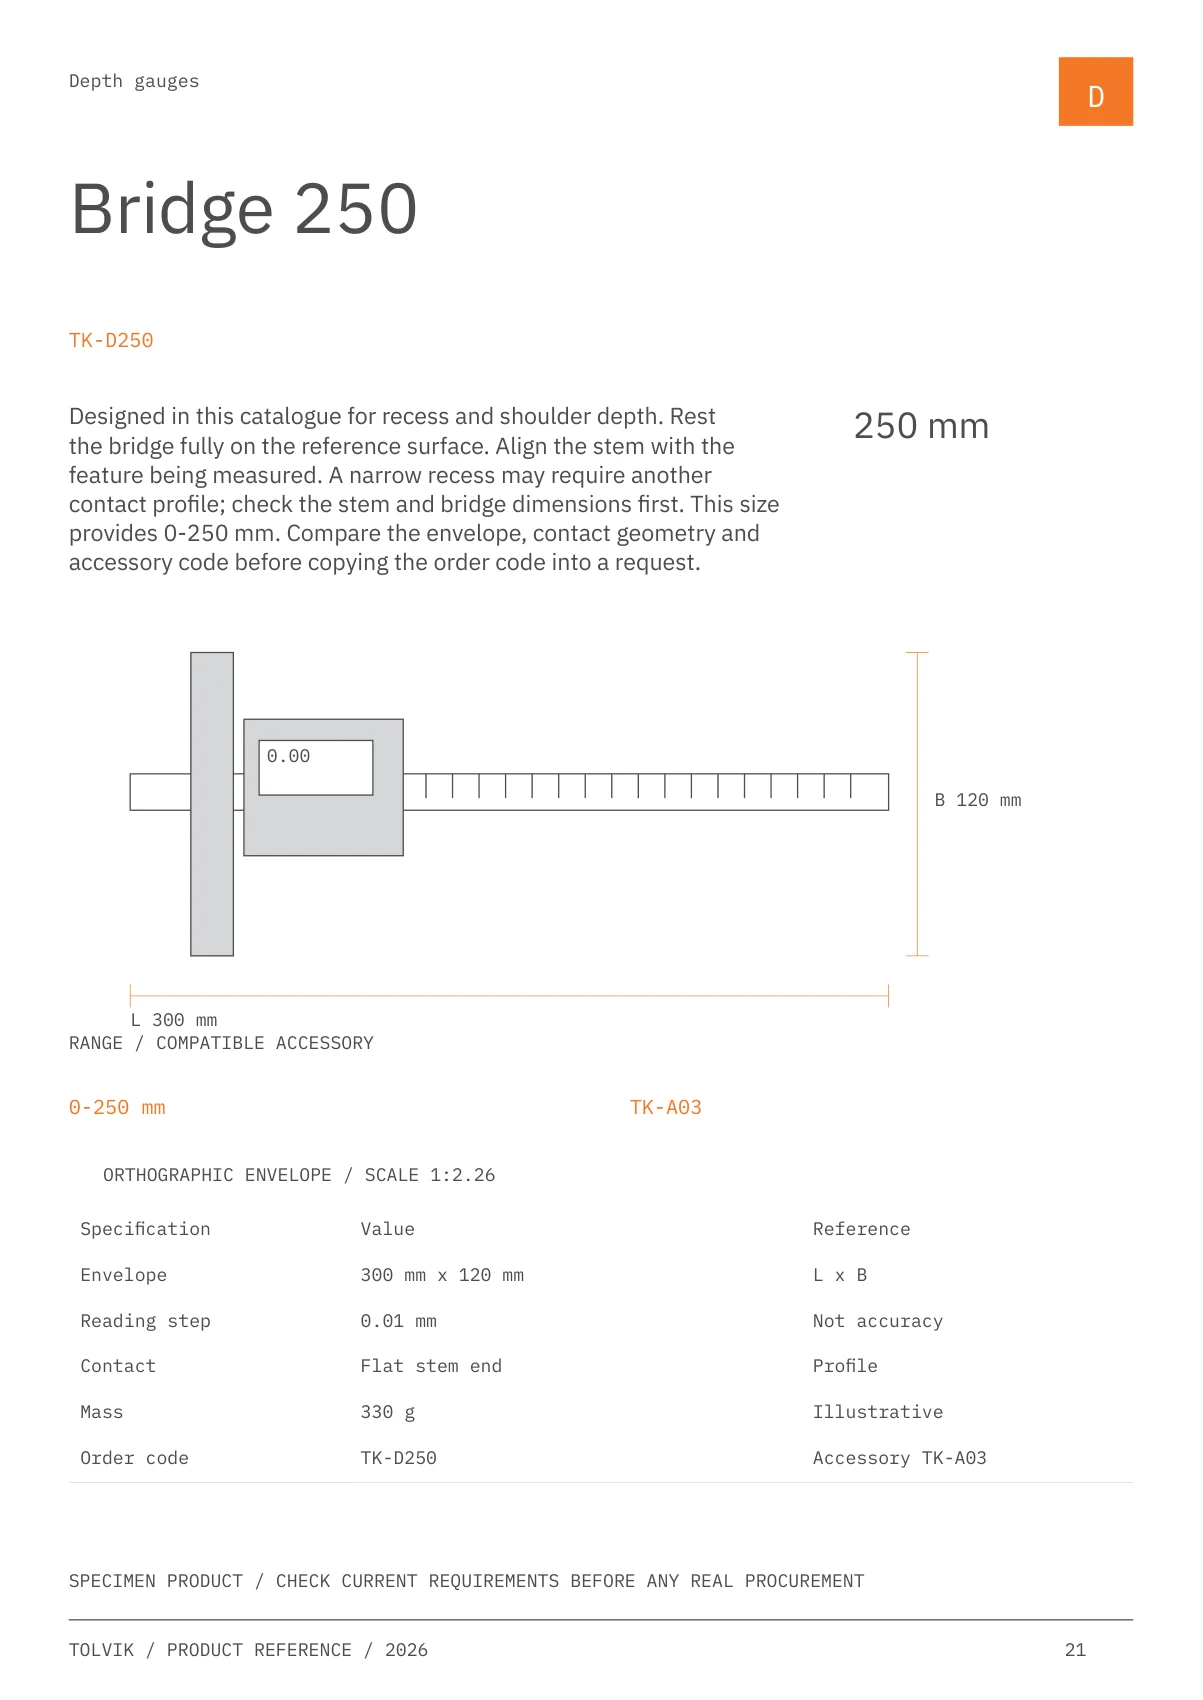 Depth gauges
D
Bridge 250
TK-D250
Designed in this catalogue for recess and shoulder depth. Rest
the bridge fully on the reference surface. Align the stem with the
feature being measured. A narrow recess may require another
contact profile; check the stem and bridge dimensions first. This size
provides 0-250 mm. Compare the envelope, contact geometry and
accessory code before copying the order code into a request.
250 mm
0.00
B 120 mm
L 300 mm
RANGE / COMPATIBLE ACCESSORY
0-250 mm TK-A03
ORTHOGRAPHIC ENVELOPE / SCALE 1:2.26
Specification Value Reference
Envelope 300 mm x 120 mm L x B
Reading step 0.01 mm Not accuracy
Contact Flat stem end Profile
Mass 330 g Illustrative
Order code TK-D250 Accessory TK-A03
SPECIMEN PRODUCT / CHECK CURRENT REQUIREMENTS BEFORE ANY REAL PROCUREMENT
TOLVIK / PRODUCT REFERENCE / 2026 21